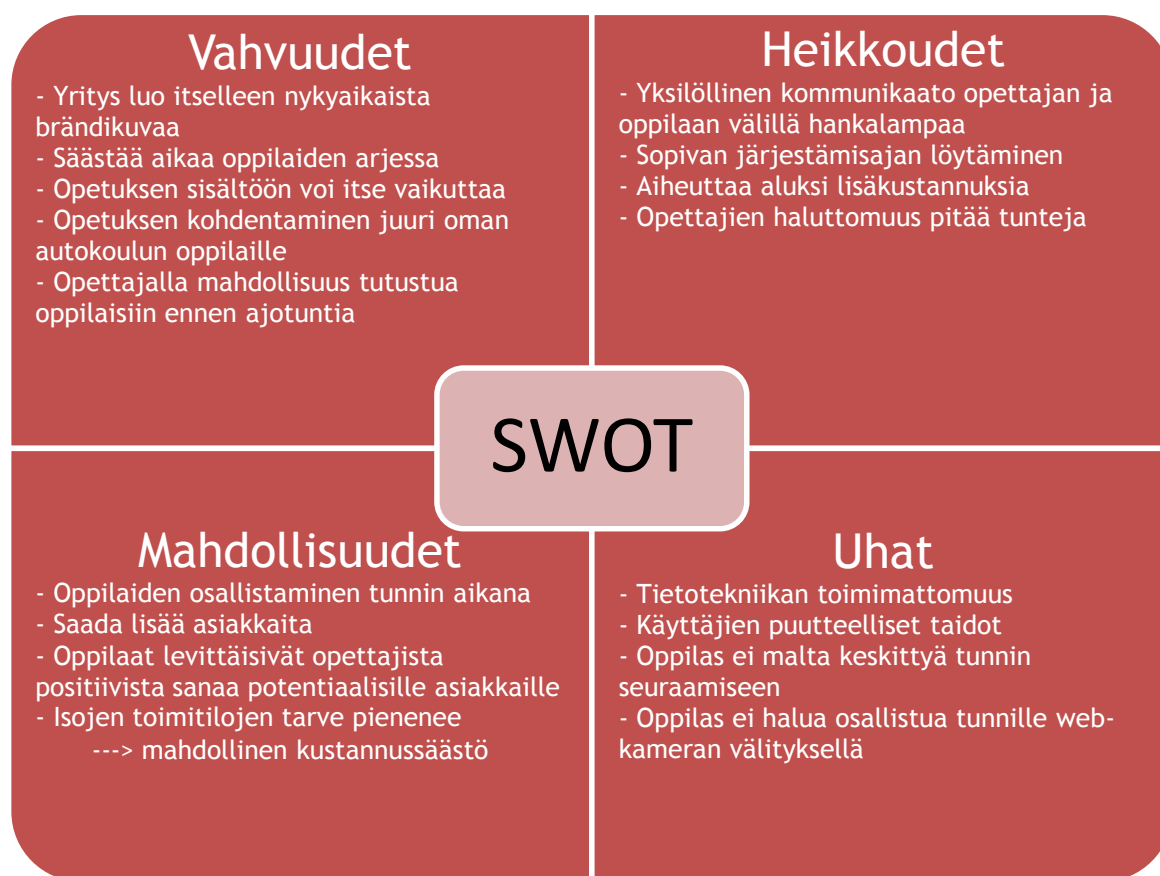 Vahvuudet
- Yritys luo itselleen nykyaikaista
brändikuvaa
- Säästää aikaa oppilaiden arjessa
- Opetuksen sisältöön voi itse vaikuttaa
- Opetuksen kohdentaminen juuri oman
autokoulun oppilaille
- Opettajalla mahdollisuus tutustua
oppilaisiin ennen ajotuntia
Heikkoudet
- Yksilöllinen kommunikaato opettajan ja
oppilaan välillä hankalampaa
- Sopivan järjestämisajan löytäminen
- Aiheuttaa aluksi lisäkustannuksia
- Opettajien haluttomuus pitää tunteja
SWOT
Mahdollisuudet
- Oppilaiden osallistaminen tunnin aikana
- Saada lisää asiakkaita
- Oppilaat levittäisivät opettajista
positiivista sanaa potentiaalisille asiakkaille
- Isojen toimitilojen tarve pienenee
---> mahdollinen kustannussäästö
Uhat
- Tietotekniikan toimimattomuus
- Käyttäjien puutteelliset taidot
- Oppilas ei malta keskittyä tunnin
seuraamiseen
- Oppilas ei halua osallistua tunnille web-
kameran välityksellä